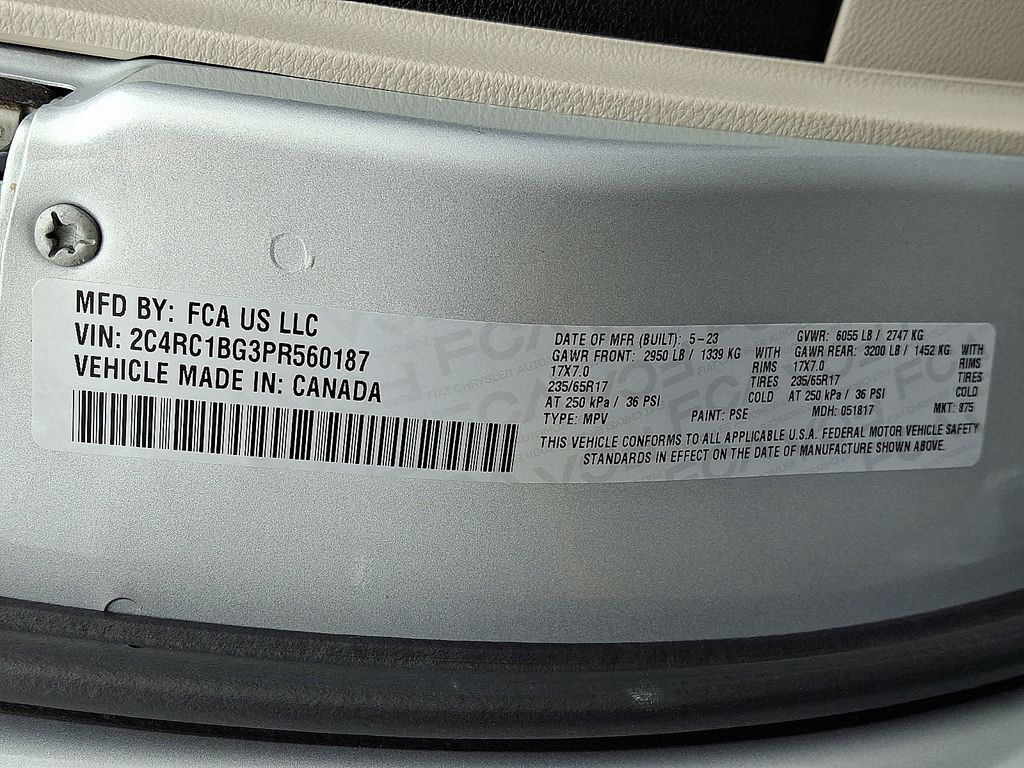 MFD BY: FCA US LLC
VIN: 2C4RC1BG3PR560187
VEHICLE MADE IN: CANADA
DATE OF MFR (BUILT): 5-23 GVWR: 6055 LB / 2747 KG
GAWR FRONT: 2950 LB / 1339 KG WITH GAWR REAR: 3200 LB / 1452 KG WITH
17X7.0 RIMS 17X7.0 RIMS
235/65R17 TIRES 235/65R17 TIRES
AT 250 kPa / 36 PSI COLD AT 250 kPa / 36 PSI COLD
TYPE: MPV PAINT: PSE MDH: 051817 MKT: 875
THIS VEHICLE CONFORMS TO ALL APPLICABLE U.S.A. FEDERAL MOTOR VEHICLE SAFETY
STANDARDS IN EFFECT ON THE DATE OF MANUFACTURE SHOWN ABOVE.